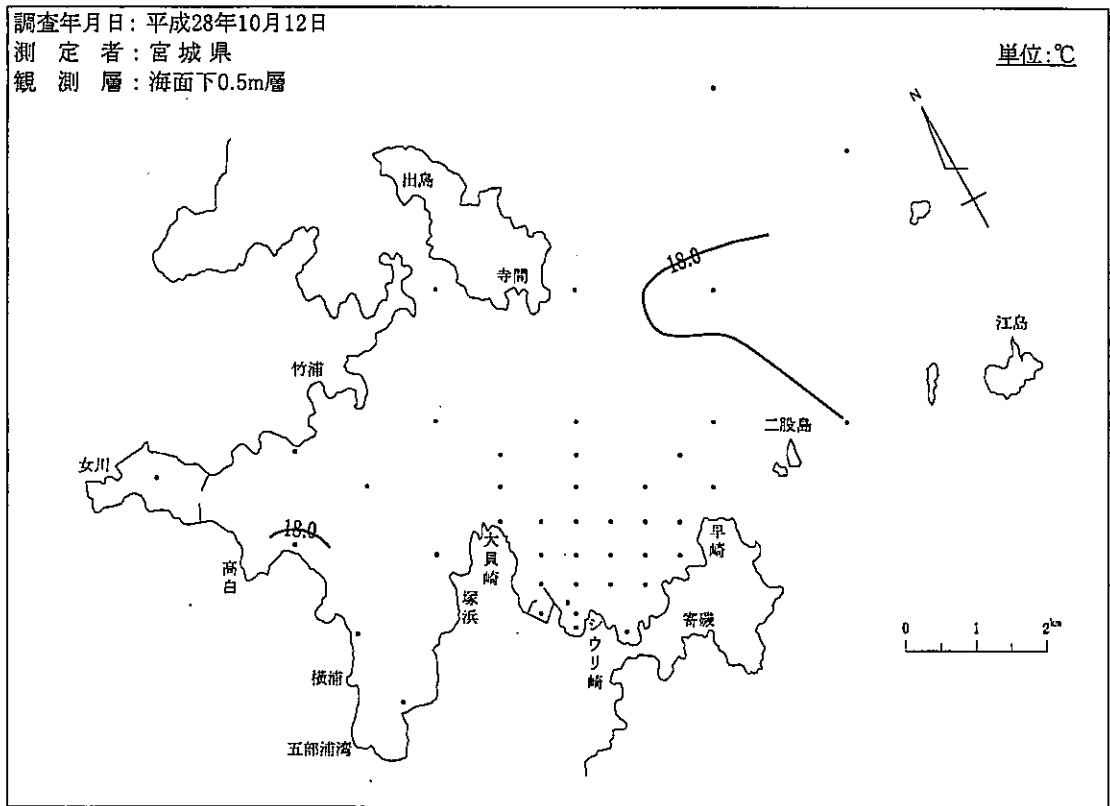 調査年月日：平成28年10月12日
測定者：宮城県
観測層：海面下0.5m層
単位：℃
N
出島
18.0
寺間
江島
竹浦
二股島
女川
18.0
高白
大貝崎
早崎
塚浜
シウリ崎
寄磯
0 1 2km
横浦
五部浦湾